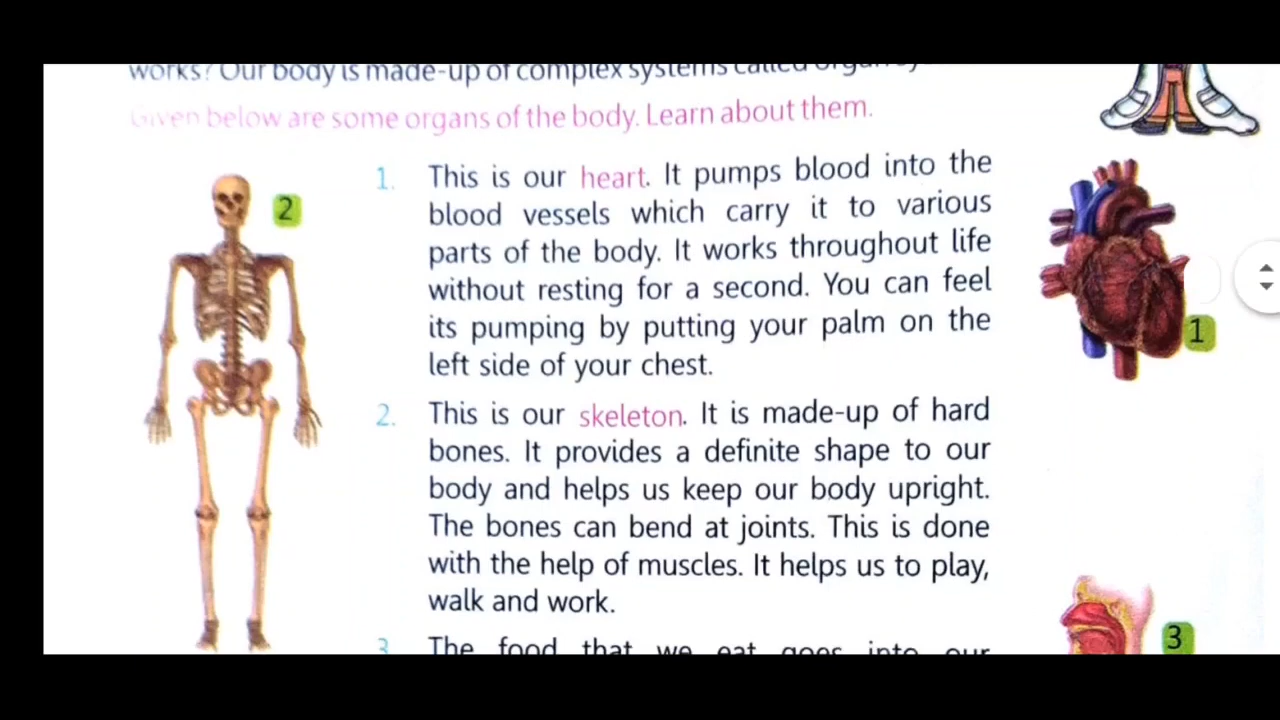 works? Our body is made-up of complex systems called
Given below are some organs of the body. Learn about them.
2
1. This is our heart. It pumps blood into the
blood vessels which carry it to various
parts of the body. It works throughout life
without resting for a second. You can feel
its pumping by putting your palm on the
left side of your chest.
1
2. This is our skeleton. It is made-up of hard
bones. It provides a definite shape to our
body and helps us keep our body upright.
The bones can bend at joints. This is done
with the help of muscles. It helps us to play,
walk and work.
3
3. The food that we eat goes into our